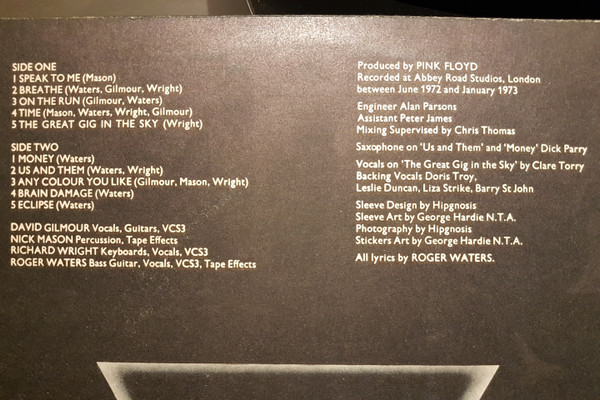 SIDE ONE
1 SPEAK TO ME (Mason)
2 BREATHE (Waters, Gilmour, Wright)
3 ON THE RUN (Gilmour, Waters)
4 TIME (Mason, Waters, Wright, Gilmour)
5 THE GREAT GIG IN THE SKY (Wright)
SIDE TWO
1 MONEY (Waters)
2 US AND THEM (Waters, Wright)
3 ANY COLOUR YOU LIKE (Gilmour, Mason, Wright)
4 BRAIN DAMAGE (Waters)
5 ECLIPSE (Waters)
DAVID GILMOUR Vocals, Guitars, VCS3
NICK MASON Percussion, Tape Effects
RICHARD WRIGHT Keyboards, Vocals, VCS3
ROGER WATERS Bass Guitar, Vocals, VCS3, Tape Effects
Produced by PINK FLOYD
Recorded at Abbey Road Studios, London
between June 1972 and January 1973
Engineer Alan Parsons
Assistant Peter James
Mixing Supervised by Chris Thomas
Saxophone on 'Us and Them' and 'Money' Dick Parry
Vocals on 'The Great Gig in the Sky' by Clare Torry
Backing Vocals Doris Troy,
Leslie Duncan, Liza Strike, Barry St John
Sleeve Design by Hipgnosis
Sleeve Art by George Hardie N.T.A.
Photography by Hipgnosis
Stickers Art by George Hardie N.T.A.
All lyrics by ROGER WATERS.